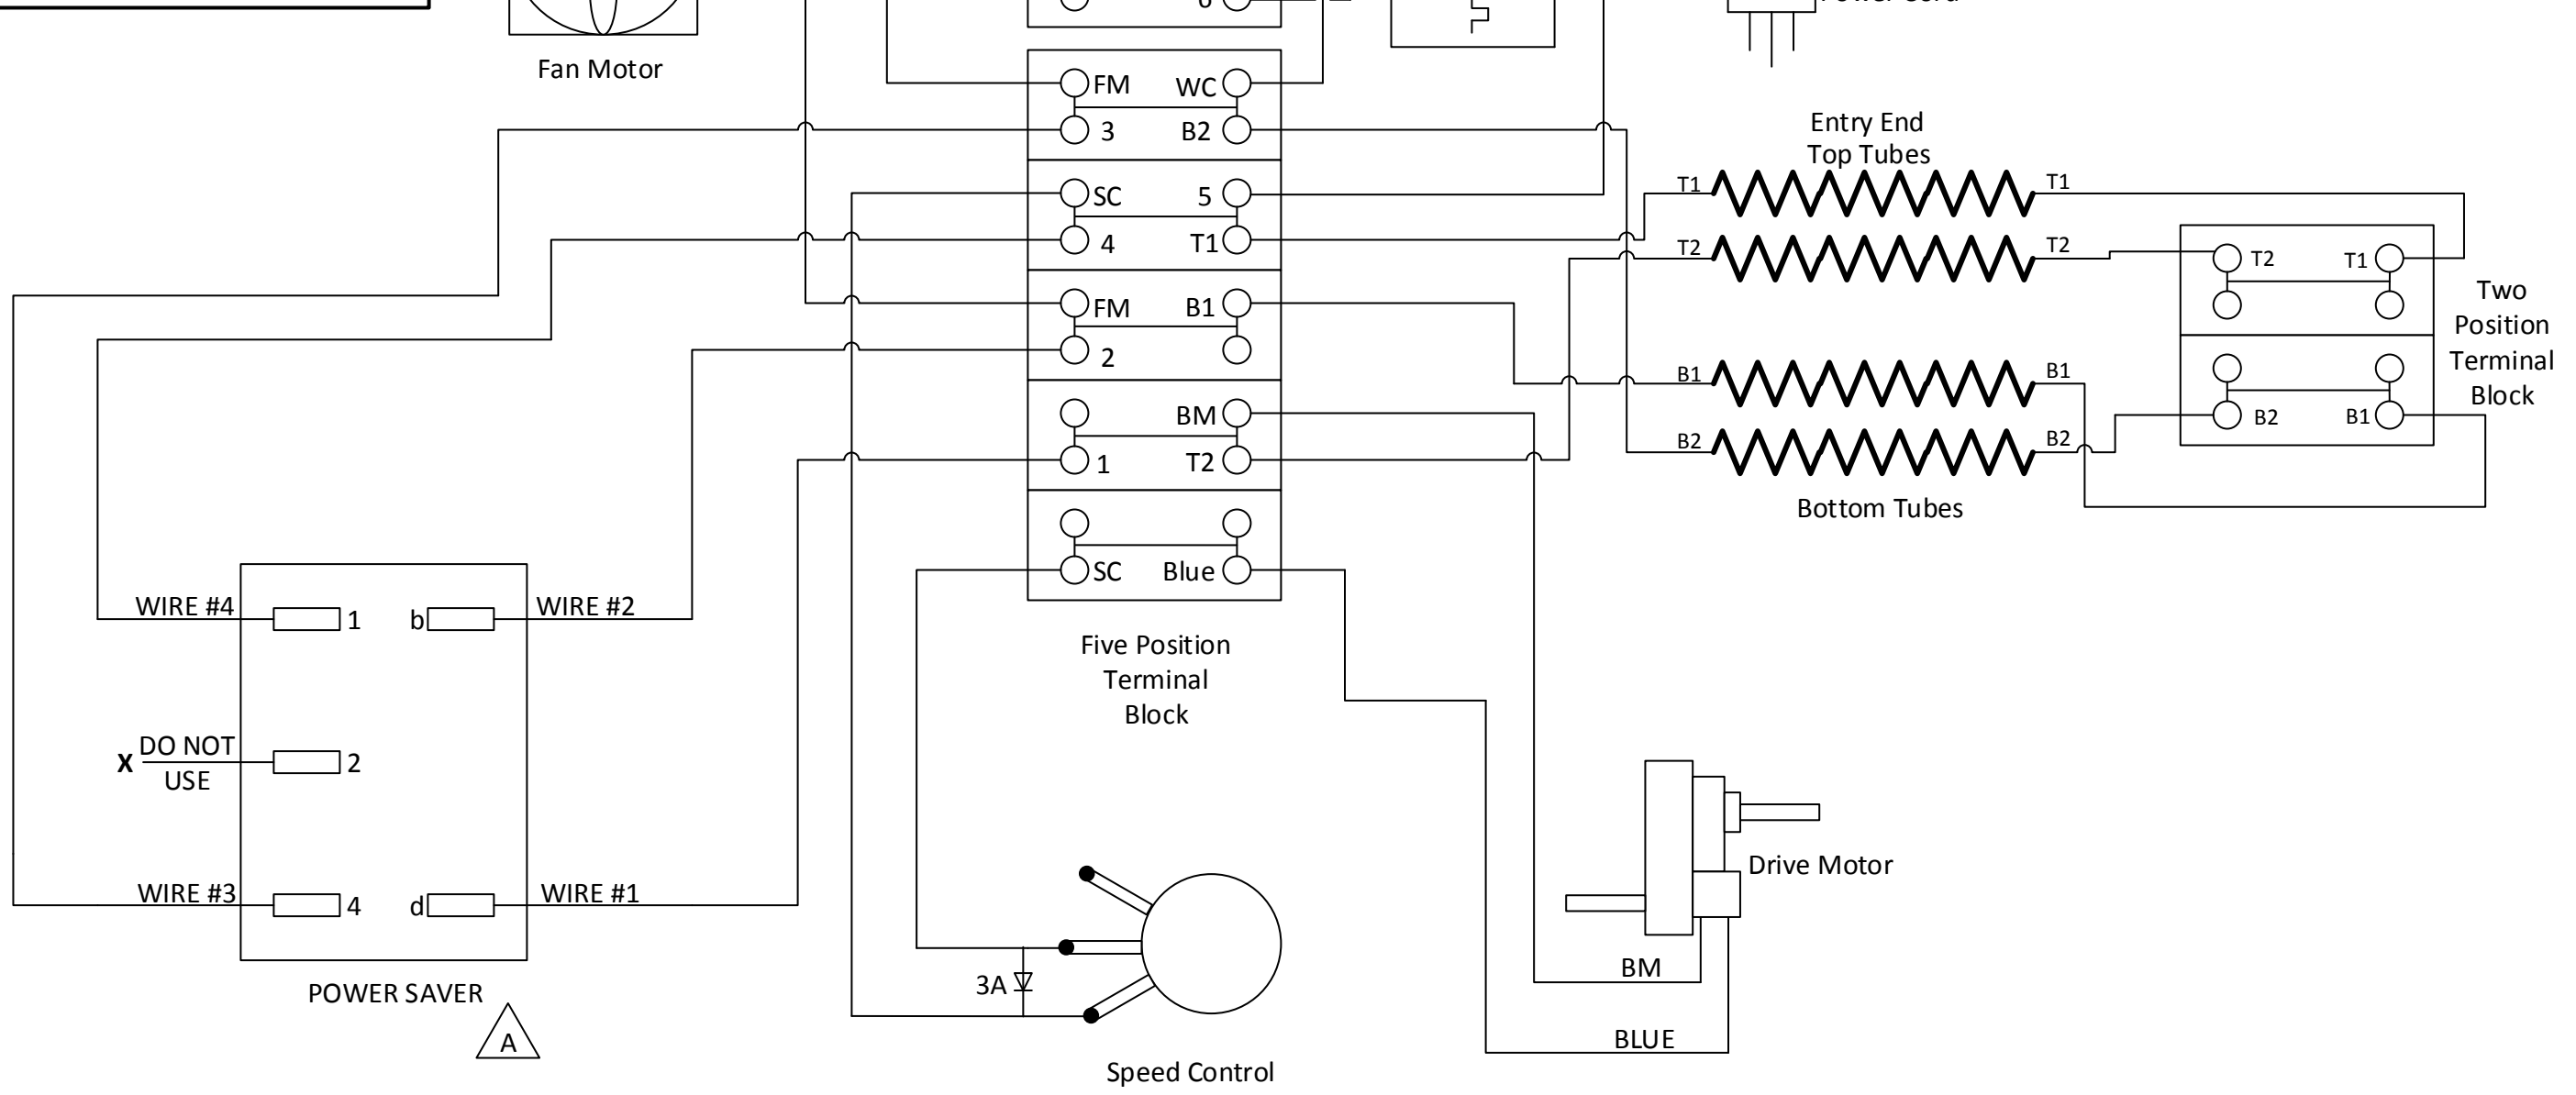 6
Power Cord
Fan Motor
FM WC
3 B2
SC 5
4 T1
FM B1
2
BM
1 T2
SC Blue
Five Position
Terminal
Block
Entry End
Top Tubes
T1 T1
T2 T2
B1 B1
B2 B2
Bottom Tubes
T2 T1
B2 B1
Two
Position
Terminal
Block
WIRE #4 1 b WIRE #2
X DO NOT
USE
2
WIRE #3 4 d WIRE #1
POWER SAVER
A
3A
Speed Control
Drive Motor
BM
BLUE